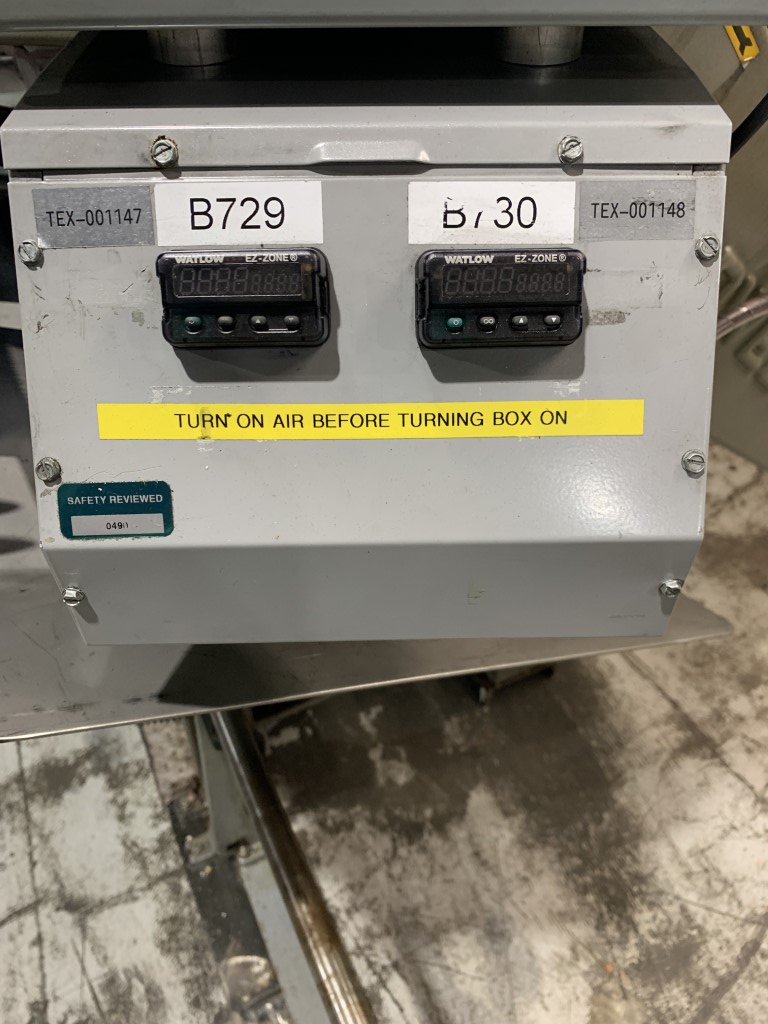 TEX-001147
B729
B730
TEX-001148
WATLOW EZ-ZONE®
WATLOW EZ-ZONE®
TURN ON AIR BEFORE TURNING BOX ON
SAFETY REVIEWED